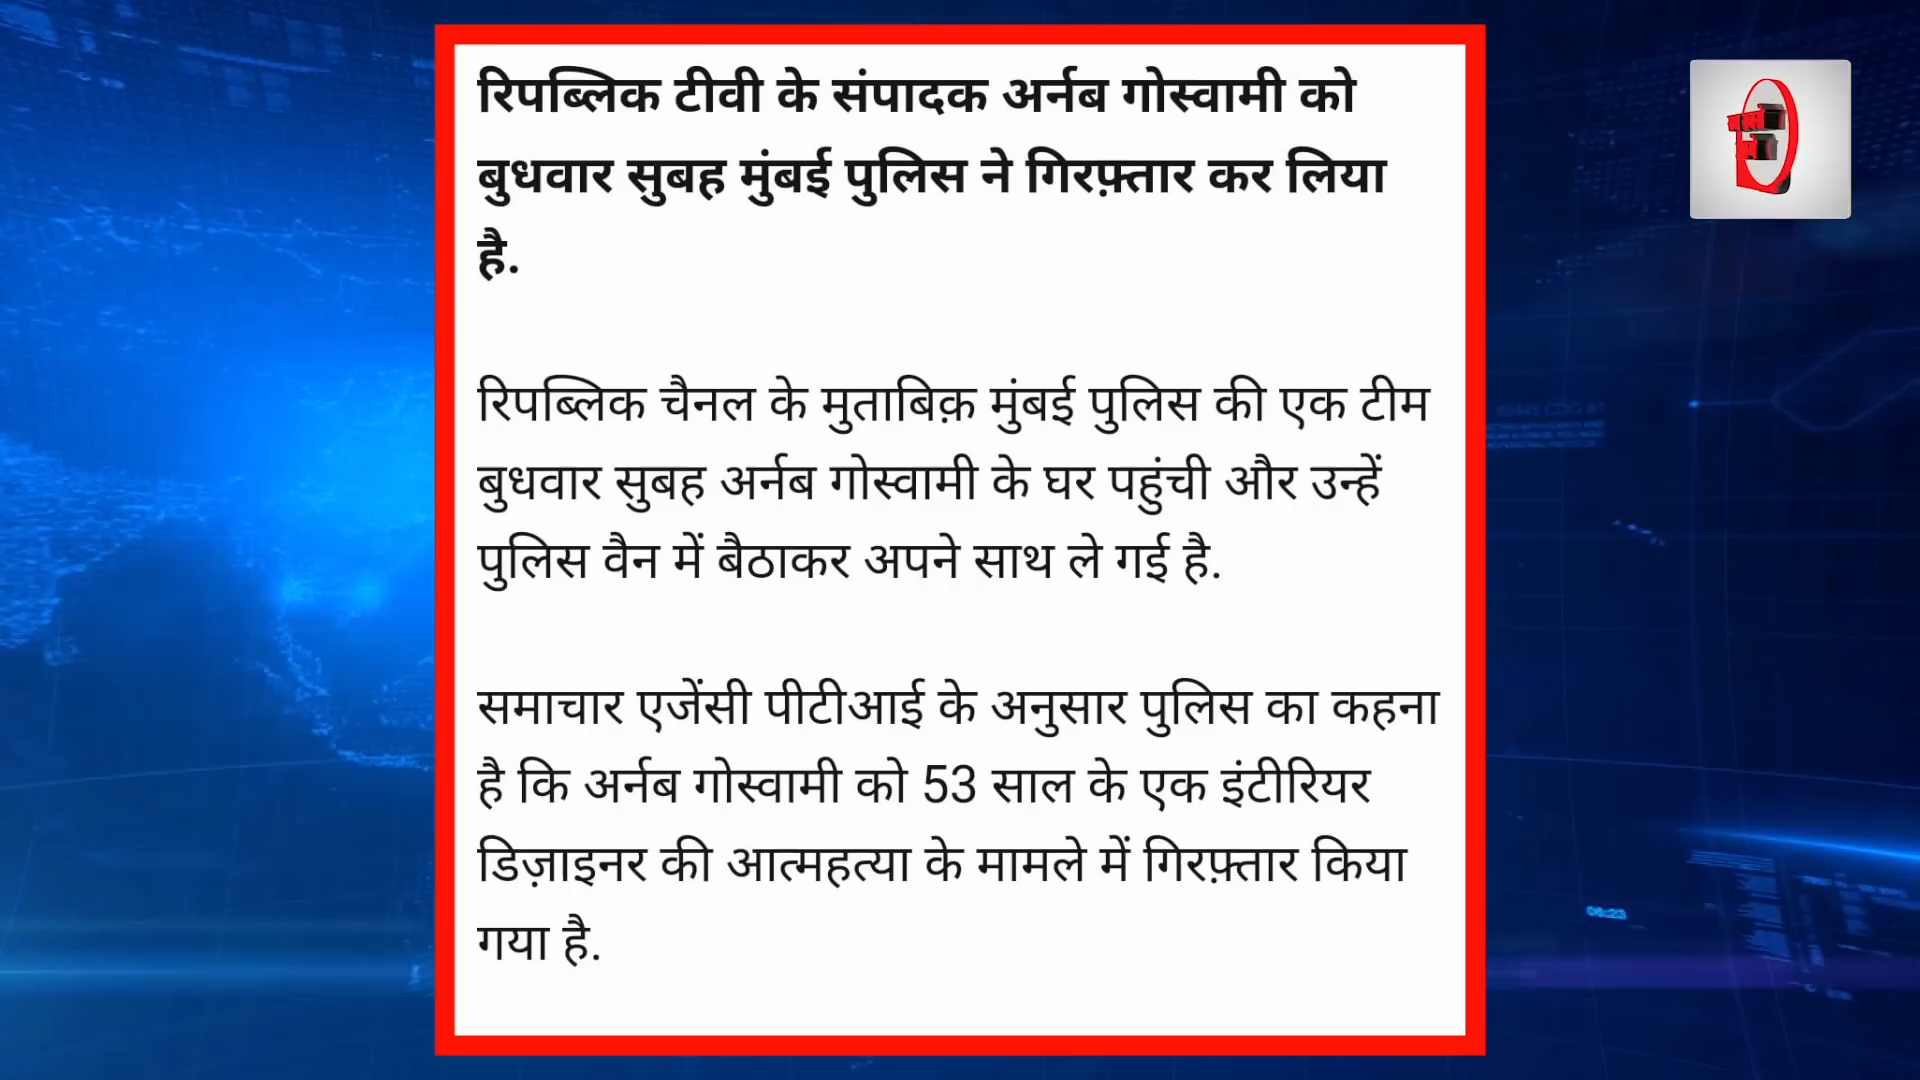 रिपब्लिक टीवी के संपादक अर्नब गोस्वामी को
बुधवार सुबह मुंबई पुलिस ने गिरफ़्तार कर लिया
है.
रिपब्लिक चैनल के मुताबिक़ मुंबई पुलिस की एक टीम
बुधवार सुबह अर्नब गोस्वामी के घर पहुंची और उन्हें
पुलिस वैन में बैठाकर अपने साथ ले गई है.
समाचार एजेंसी पीटीआई के अनुसार पुलिस का कहना
है कि अर्नब गोस्वामी को 53 साल के एक इंटीरियर
डिज़ाइनर की आत्महत्या के मामले में गिरफ़्तार किया
गया है.